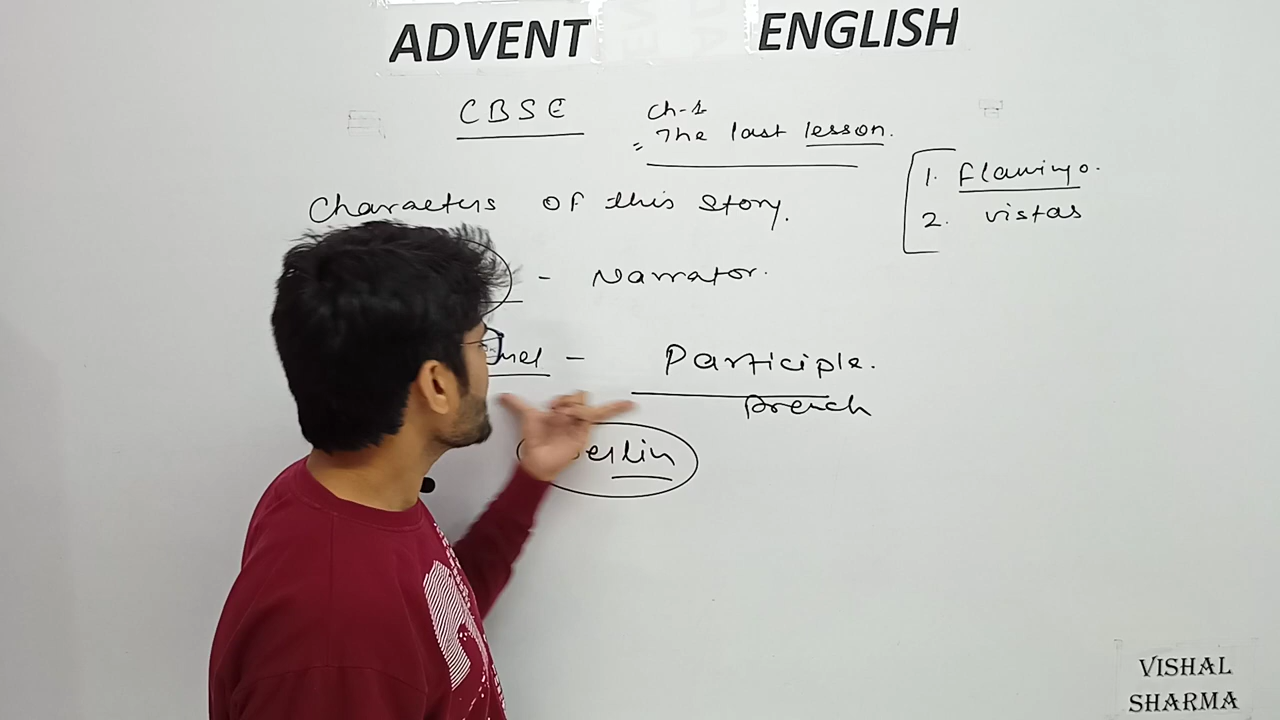 ADVENT ENGLISH
CBSE
Ch-1
The last lesson.
1. Flamingo.
2. vistas
Characters of this story.
- Narrator.
mel - Participle.
french
Berlin
VISHAL
SHARMA